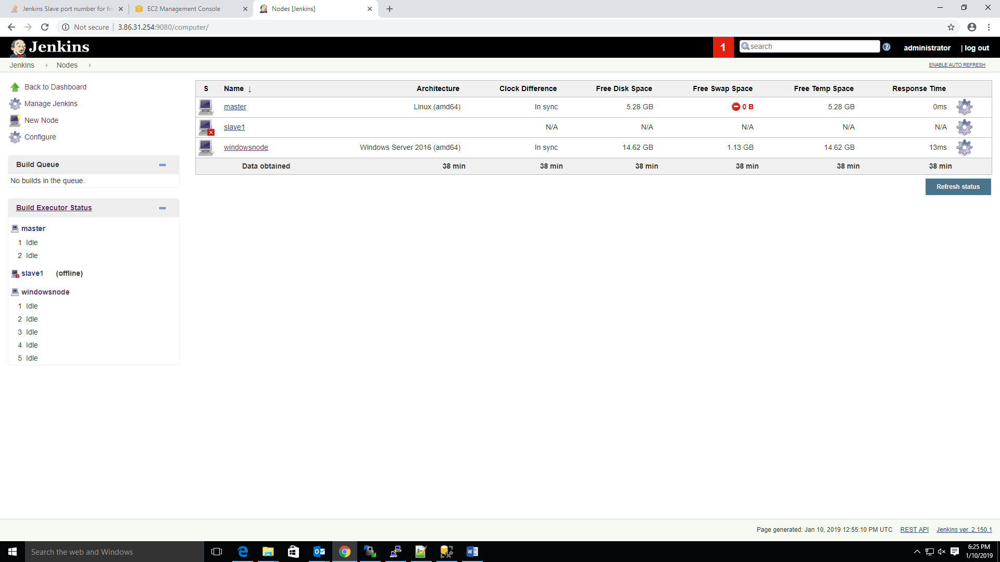 Jenkins Slave port number for fir
EC2 Management Console
Nodes [Jenkins]
Not secure
3.86.31.254:9080/computer/
Jenkins
1
search
administrator
| log out
Jenkins
Nodes
ENABLE AUTO REFRESH
Back to Dashboard
Manage Jenkins
New Node
Configure
Build Queue
No builds in the queue.
Build Executor Status
master
1 Idle
2 Idle
slave1 (offline)
windowsnode
1 Idle
2 Idle
3 Idle
4 Idle
5 Idle
S Name ↓ Architecture Clock Difference Free Disk Space Free Swap Space Free Temp Space Response Time
master Linux (amd64) In sync 5.28 GB 0 B 5.28 GB 0ms
slave1 N/A N/A N/A N/A N/A
windowsnode Windows Server 2016 (amd64) In sync 14.62 GB 1.13 GB 14.62 GB 13ms
Data obtained 38 min 38 min 38 min 38 min 38 min 38 min
Refresh status
Page generated: Jan 10, 2019 12:55:10 PM UTC REST API Jenkins ver. 2.150.1
Search the web and Windows
6:25 PM
1/10/2019